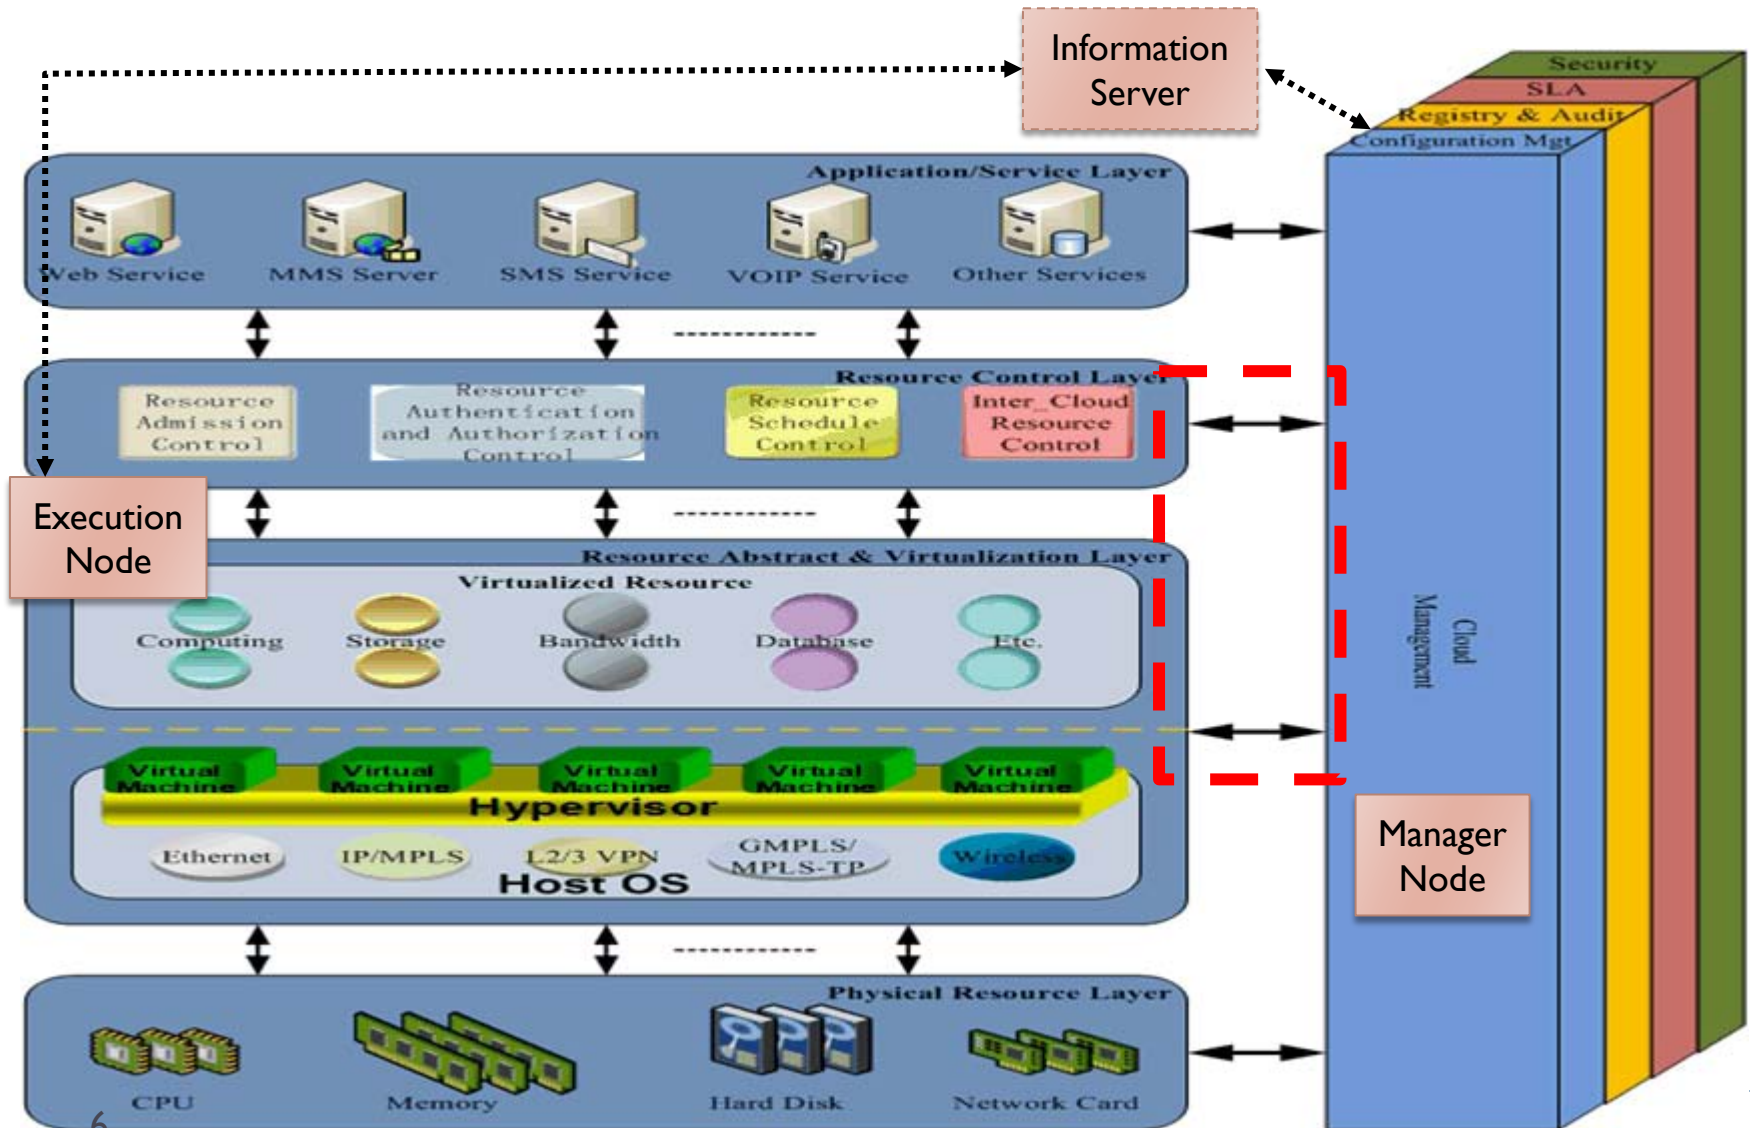 Information
Server
Security
SLA
Registry & Audit
Configuration Mgt
Application/Service Layer
Web Service
MMS Server
SMS Service
VOIP Service
Other Services
Resource Control Layer
Resource
Admission
Control
Resource
Authentication
and Authorization
Control
Resource
Schedule
Control
Inter_Cloud
Resource
Control
Execution
Node
Resource Abstract & Virtualization Layer
Virtualized Resource
Computing
Storage
Bandwidth
Database
Etc.
Cloud
Management
Virtual
Machine
Virtual
Machine
Virtual
Machine
Virtual
Machine
Virtual
Machine
Hypervisor
Ethernet
IP/MPLS
L2/3 VPN
GMPLS/
MPLS-TP
Wireless
Host OS
Manager
Node
Physical Resource Layer
CPU
Memory
Hard Disk
Network Card
6